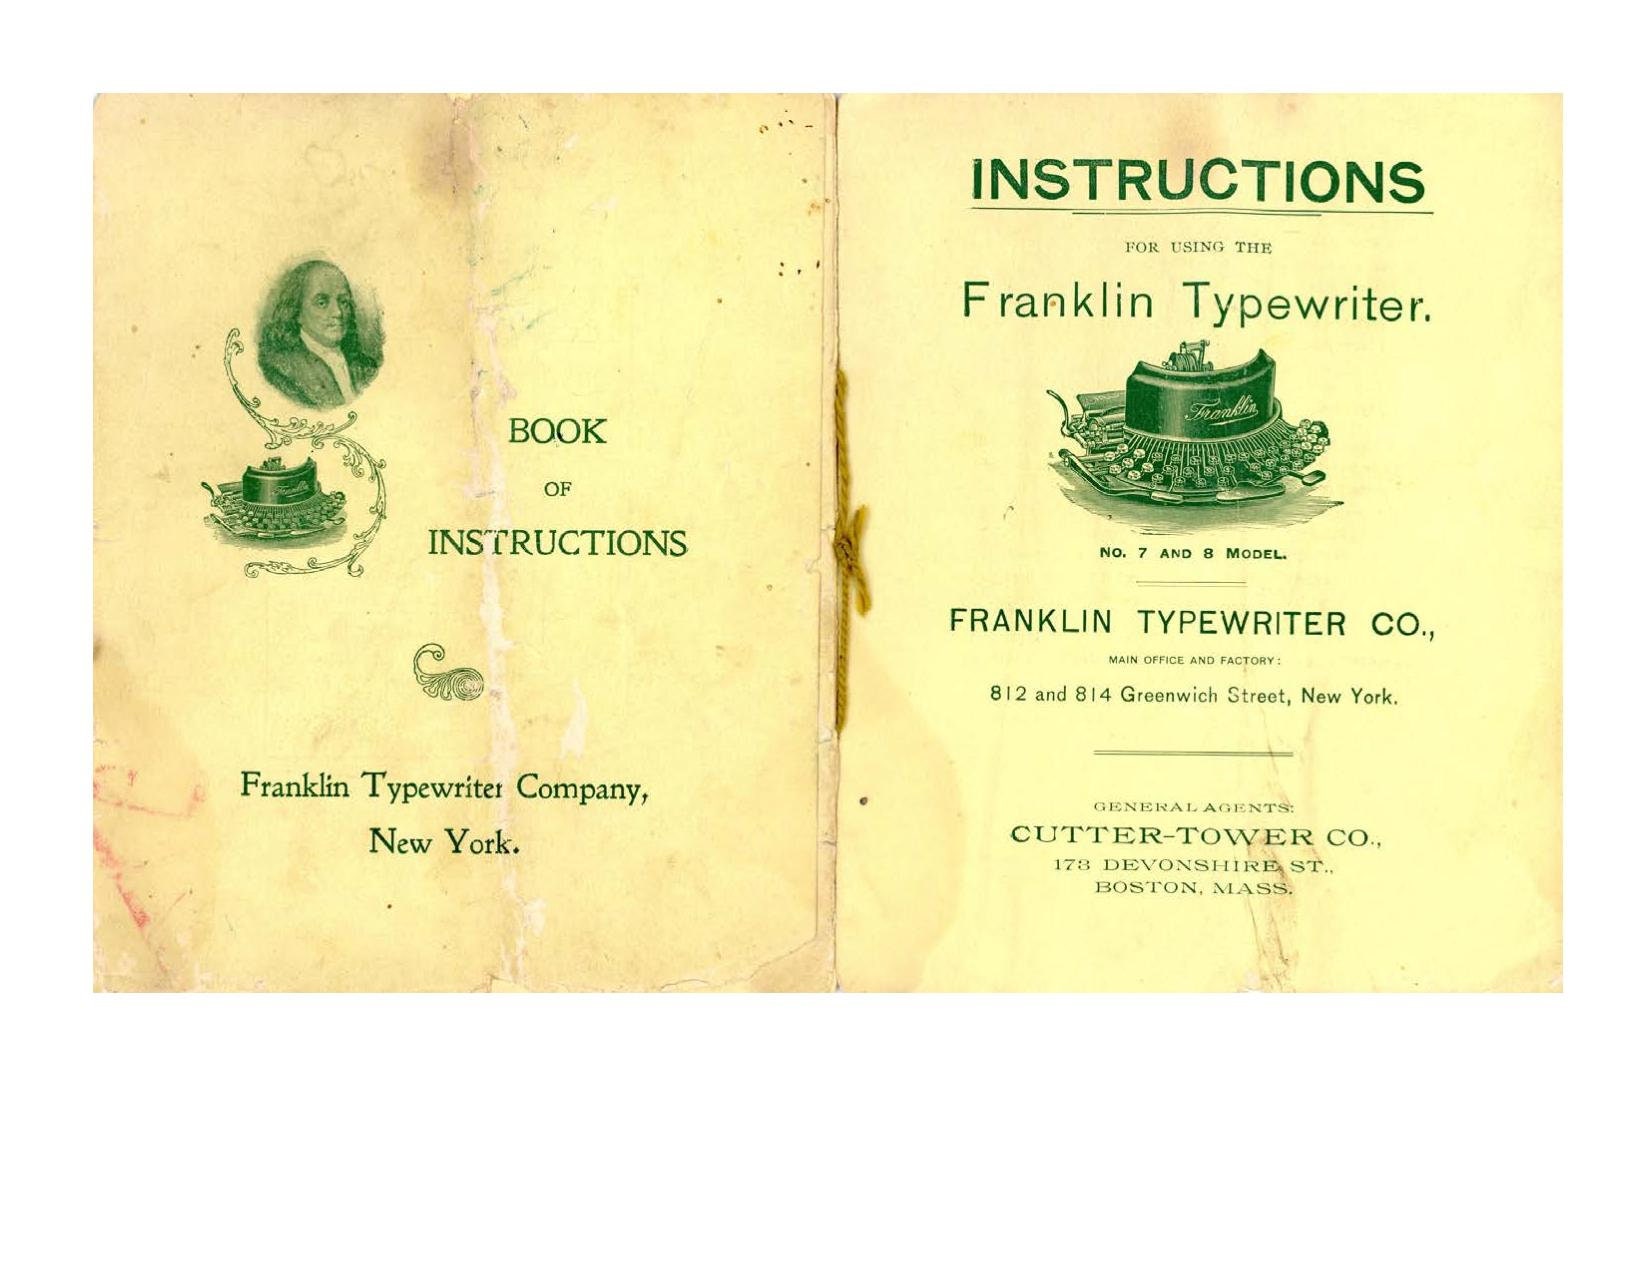 BOOK
OF
INSTRUCTIONS
Franklin Typewriter Company,
New York.
INSTRUCTIONS
FOR USING THE
Franklin Typewriter.
Franklin
NO. 7 AND 8 MODEL.
FRANKLIN TYPEWRITER CO.,
MAIN OFFICE AND FACTORY:
812 and 814 Greenwich Street, New York.
GENERAL AGENTS:
CUTTER-TOWER CO.,
173 DEVONSHIRE ST.,
BOSTON, MASS.